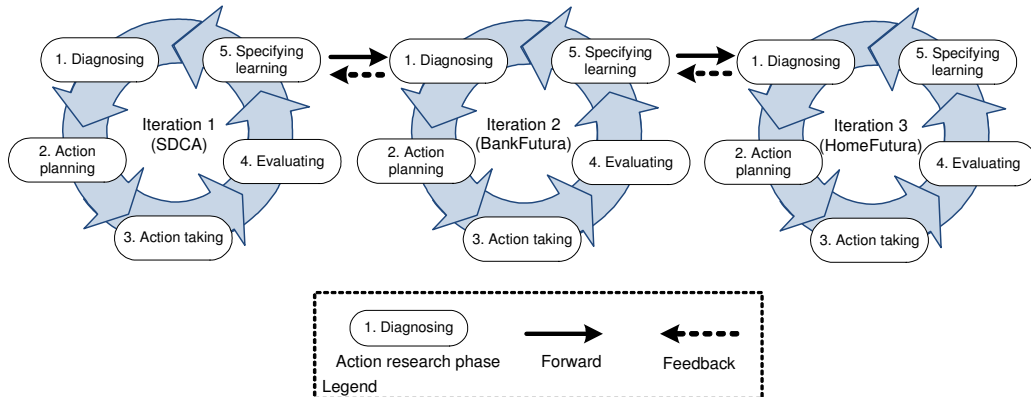 1. Diagnosing
5. Specifying
learning
Iteration 1
(SDCA)
2. Action
planning
4. Evaluating
3. Action taking
1. Diagnosing
5. Specifying
learning
Iteration 2
(BankFutura)
2. Action
planning
4. Evaluating
3. Action taking
1. Diagnosing
5. Specifying
learning
Iteration 3
(HomeFutura)
2. Action
planning
4. Evaluating
3. Action taking
1. Diagnosing
Action research phase
Forward
Feedback
Legend